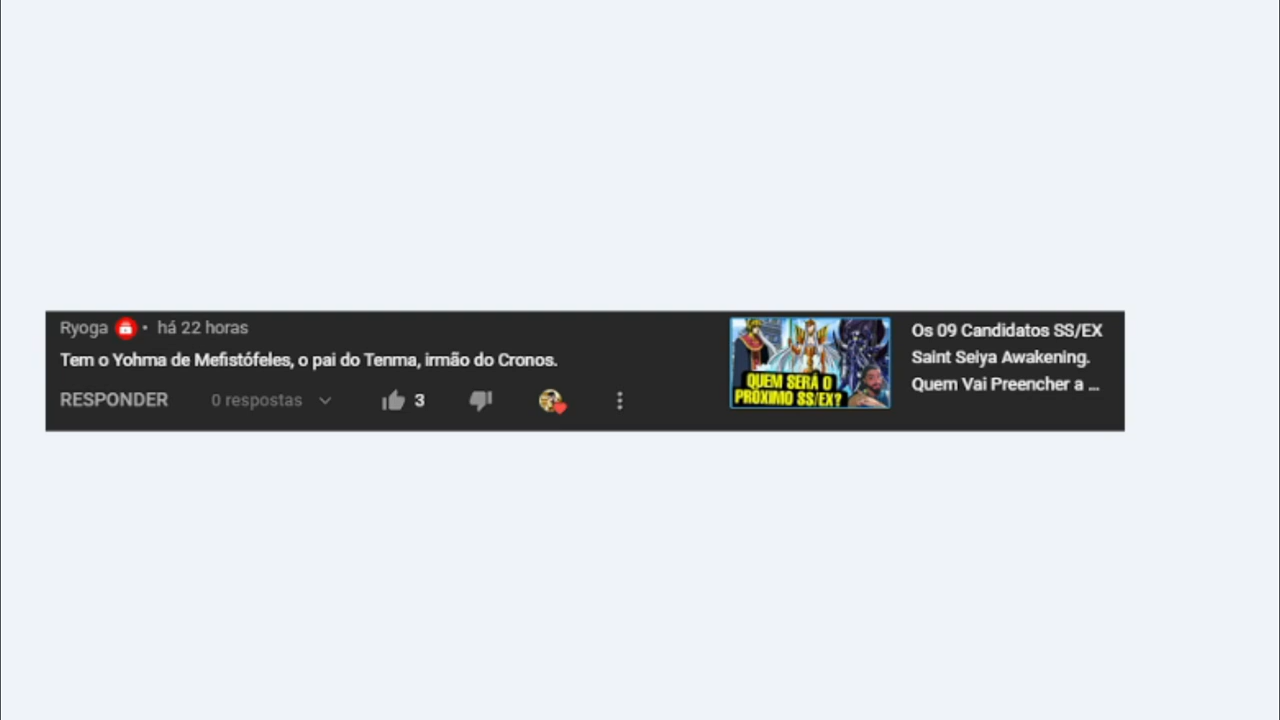 Ryoga • há 22 horas
Tem o Yohma de Mefistófeles, o pai do Tenma, irmão do Cronos.
RESPONDER 0 respostas 3
QUEM SERÁ O
PRÓXIMO SS/EX?
Os 09 Candidatos SS/EX
Saint Seiya Awakening.
Quem Vai Preencher a ...